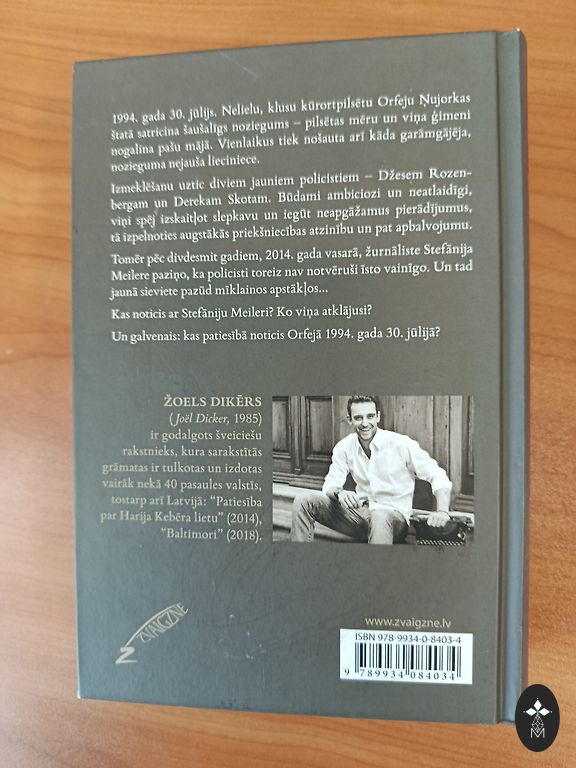 1994. gada 30. jūlijs. Nelielu, klusu kūrortpilsētu Orfeju Ņujorkas
štatā satricina šaušalīgs noziegums – pilsētas mēru un viņa ģimeni
nogalina pašu mājā. Vienlaikus tiek nošauta arī kāda garāmgājēja,
nozieguma nejauša lieciniece.
Izmeklēšanu uztic diviem jauniem policistiem – Džesem Rozen-
bergam un Derekam Skotam. Būdami ambiciozi un neatlaidīgi,
viņi spēj izskaitļot slepkavu un iegūt neapgāžamus pierādījumus,
tā izpelnoties augstākās priekšniecības atzinību un pat apbalvojumu.
Tomēr pēc divdesmit gadiem, 2014. gada vasarā, žurnāliste Stefānija
Meilere paziņo, ka policisti toreiz nav notvēruši īsto vainīgo. Un tad
jaunā sieviete pazūd mīklainos apstākļos...
Kas noticis ar Stefāniju Meileri? Ko viņa atklājusi?
Un galvenais: kas patiesībā noticis Orfejā 1994. gada 30. jūlijā?
ŽOELS DIKĒRS
(Joël Dicker, 1985)
ir godalgots šveiciešu
rakstnieks, kura sarakstītās
grāmatas ir tulkotas un izdotas
vairāk nekā 40 pasaules valstīs,
tostarp arī Latvijā: “Patiesība
par Harija Kebēra lietu” (2014),
“Baltimori” (2018).
ZVAIGZNE
www.zvaigzne.lv
ISBN 978-9934-0-8403-4
9 789934 084034
M